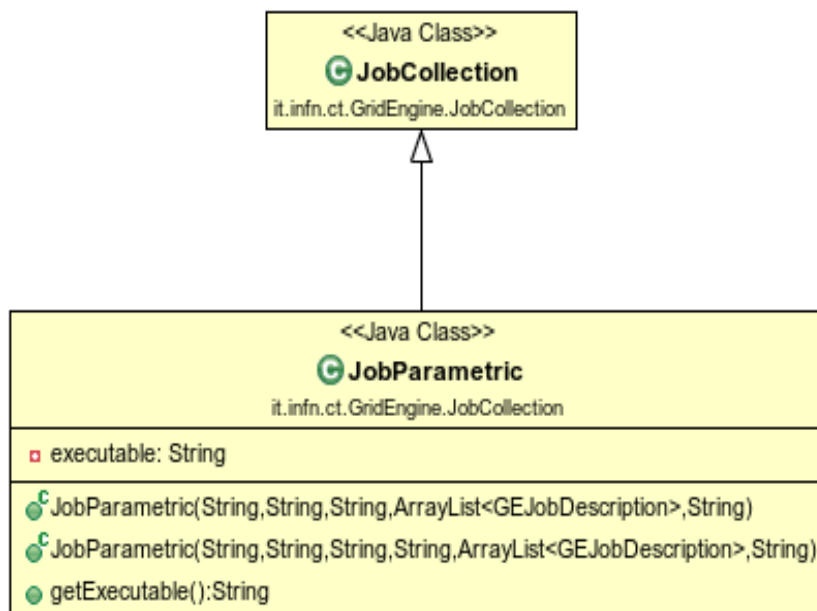 <<Java Class>>
JobCollection
it.infn.ct.GridEngine.JobCollection
<<Java Class>>
JobParametric
it.infn.ct.GridEngine.JobCollection
executable: String
JobParametric(String,String,String,ArrayList<GEJobDescription>,String)
JobParametric(String,String,String,String,ArrayList<GEJobDescription>,String)
getExecutable():String